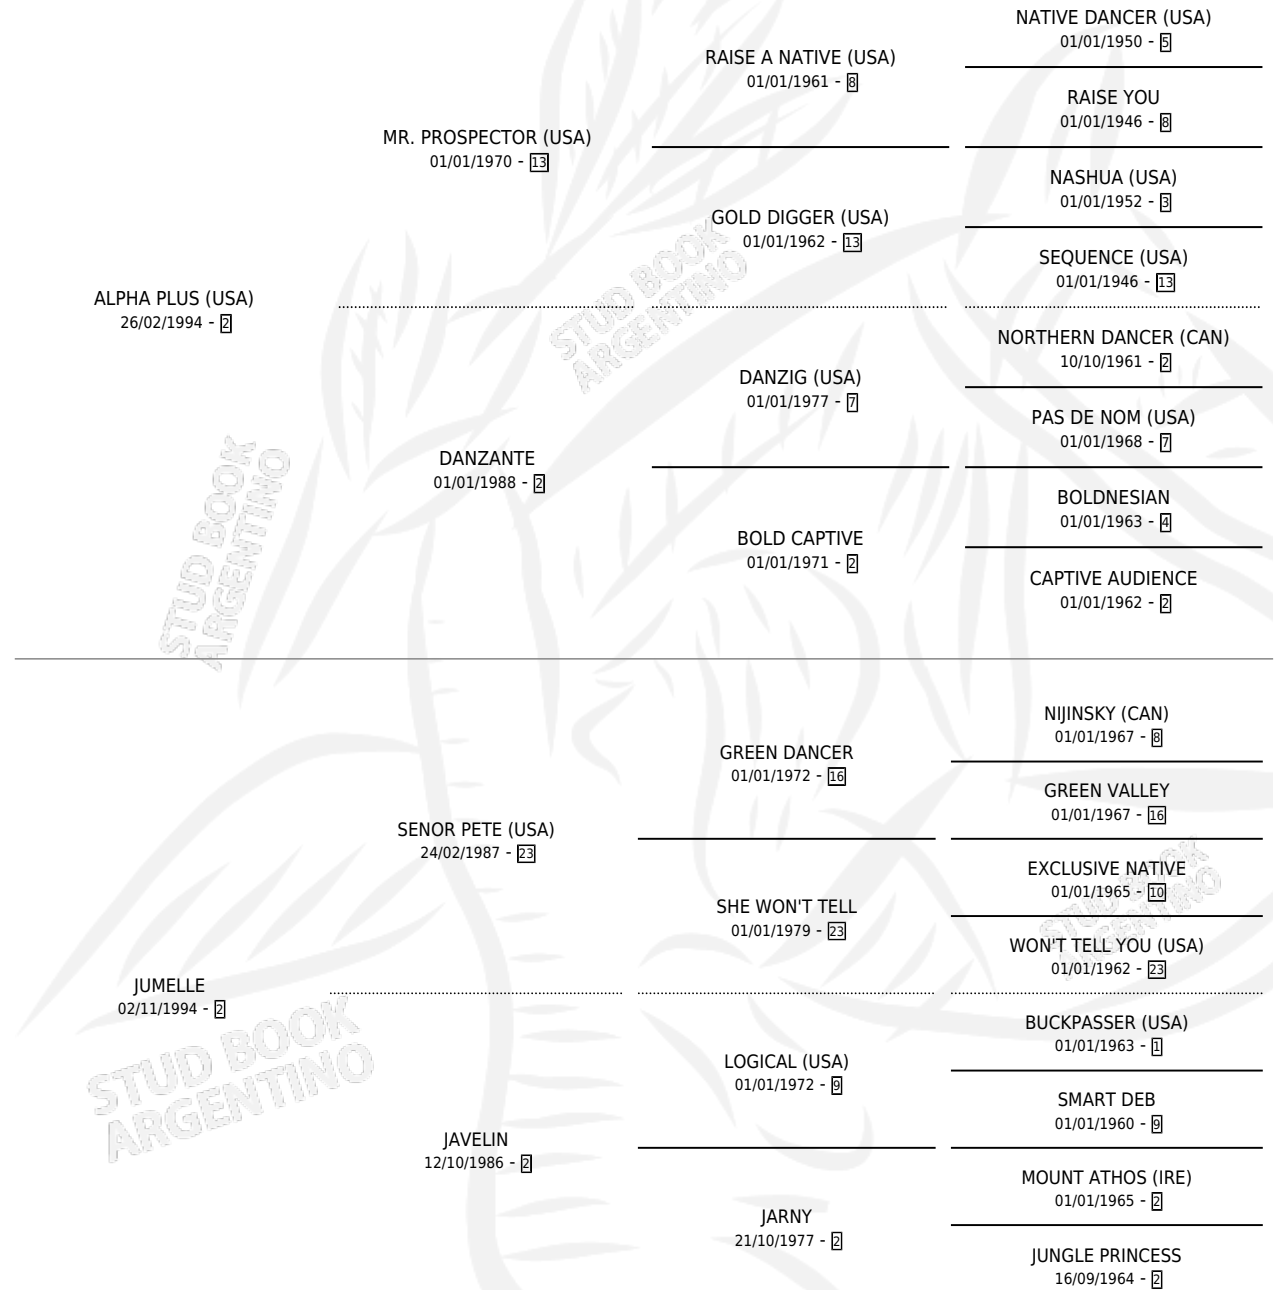 NATIVE DANCER (USA)
01/01/1950 - 5
RAISE A NATIVE (USA)
01/01/1961 - 8
RAISE YOU
01/01/1946 - 8
MR. PROSPECTOR (USA)
01/01/1970 - 13
NASHUA (USA)
01/01/1952 - 3
GOLD DIGGER (USA)
01/01/1962 - 13
SEQUENCE (USA)
01/01/1946 - 13
ALPHA PLUS (USA)
26/02/1994 - 2
STUD BOOK
ARGENTINO
NORTHERN DANCER (CAN)
10/10/1961 - 2
DANZIG (USA)
01/01/1977 - 7
PAS DE NOM (USA)
01/01/1968 - 7
DANZANTE
01/01/1988 - 2
BOLDNESIAN
01/01/1963 - 4
BOLD CAPTIVE
01/01/1971 - 2
CAPTIVE AUDIENCE
01/01/1962 - 2
STUD BOOK
ARGENTINO
NIJINSKY (CAN)
01/01/1967 - 8
GREEN DANCER
01/01/1972 - 16
GREEN VALLEY
01/01/1967 - 16
SENOR PETE (USA)
24/02/1987 - 23
EXCLUSIVE NATIVE
01/01/1965 - 10
SHE WON'T TELL
01/01/1979 - 23
WON'T TELL YOU (USA)
01/01/1962 - 23
STUD BOOK
ARGENTINO
JUMELLE
02/11/1994 - 2
BUCKPASSER (USA)
01/01/1963 - 1
LOGICAL (USA)
01/01/1972 - 9
SMART DEB
01/01/1960 - 9
STUD BOOK
ARGENTINO
JAVELIN
12/10/1986 - 2
MOUNT ATHOS (IRE)
01/01/1965 - 2
JARNY
21/10/1977 - 2
JUNGLE PRINCESS
16/09/1964 - 2